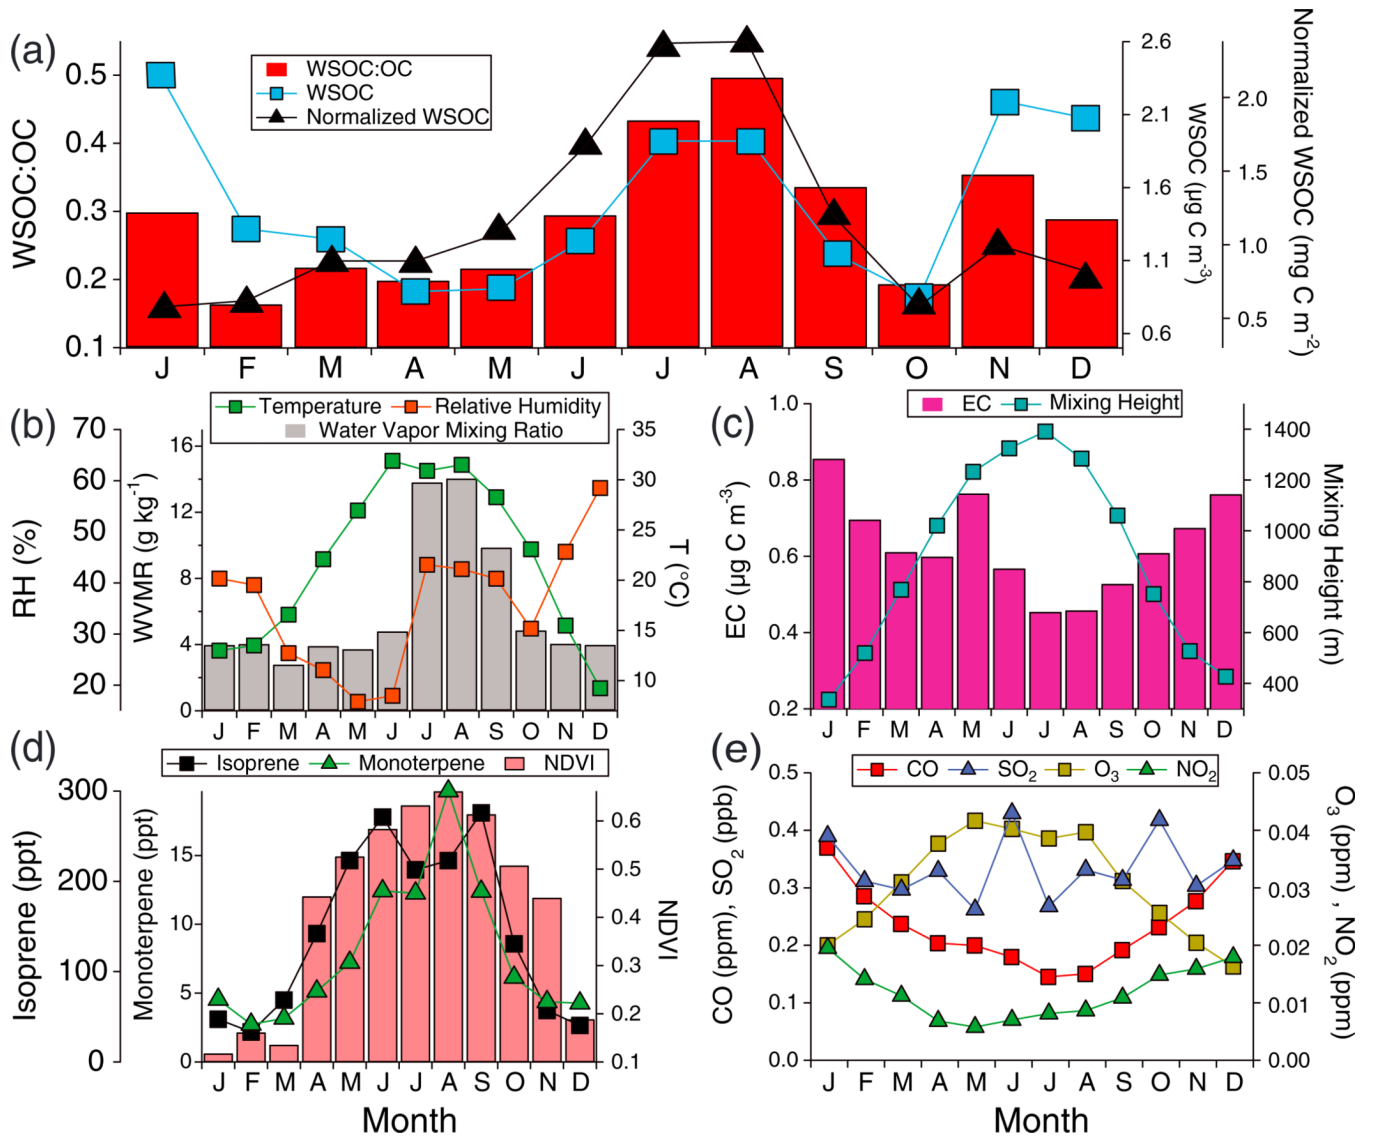 (a)
WSOC:OC
WSOC
Normalized WSOC
WSOC:OC
0.5
0.4
0.3
0.2
0.1
2.6
2.1
1.6
1.1
0.6
WSOC (µg C m⁻³)
2.0
1.5
1.0
0.5
Normalized WSOC (mg C m⁻²)
J F M A M J J A S O N D
(b)
Temperature Relative Humidity
Water Vapor Mixing Ratio
RH (%)
70
60
50
40
30
20
WVMR (g kg⁻¹)
16
12
8
4
0
35
30
25
20
15
10
T (°C)
J F M A M J J A S O N D
(c)
EC Mixing Height
EC (µg C m⁻³)
1.0
0.8
0.6
0.4
0.2
1400
1200
1000
800
600
400
Mixing Height (m)
J F M A M J J A S O N D
(d)
Isoprene Monoterpene NDVI
Isoprene (ppt)
300
200
100
0
Monoterpene (ppt)
15
10
5
0
0.6
0.5
0.4
0.3
0.2
0.1
NDVI
J F M A M J J A S O N D
Month
(e)
CO SO₂ O₃ NO₂
CO (ppm), SO₂ (ppb)
0.5
0.4
0.3
0.2
0.1
0.0
0.05
0.04
0.03
0.02
0.01
0.00
O₃ (ppm) , NO₂ (ppm)
J F M A M J J A S O N D
Month